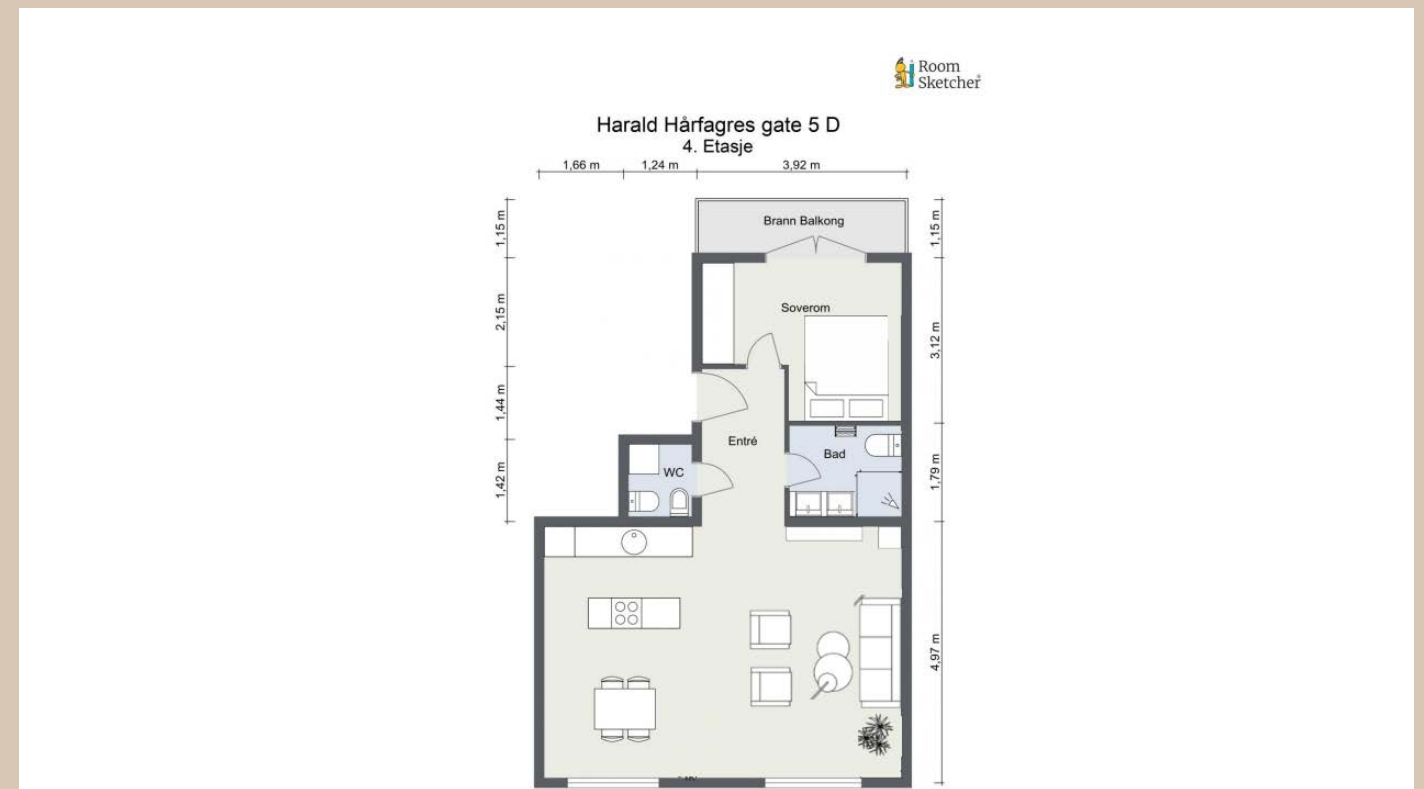 Room
Sketcher
Harald Hårfagres gate 5 D
4. Etasje
1,66 m 1,24 m 3,92 m
1,15 m
1,15 m
Brann Balkong
2,15 m
Soverom
3,12 m
1,44 m
Entré
Bad
WC
1,42 m
1,79 m
4,97 m